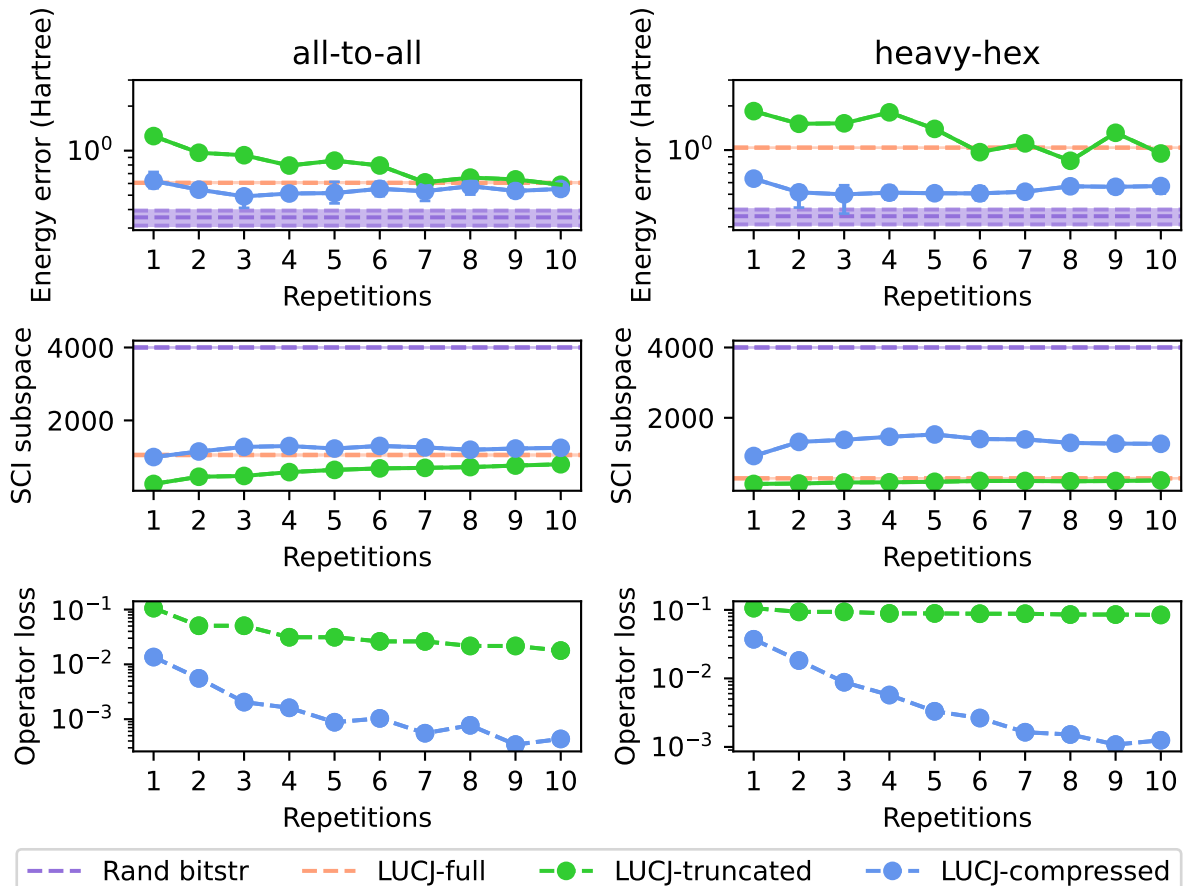 all-to-all
Energy error (Hartree)
10^0
1 2 3 4 5 6 7 8 9 10
Repetitions
heavy-hex
Energy error (Hartree)
10^0
1 2 3 4 5 6 7 8 9 10
Repetitions
SCI subspace
4000
2000
1 2 3 4 5 6 7 8 9 10
Repetitions
SCI subspace
4000
2000
1 2 3 4 5 6 7 8 9 10
Repetitions
Operator loss
10^−1
10^−2
10^−3
1 2 3 4 5 6 7 8 9 10
Repetitions
Operator loss
10^−1
10^−2
10^−3
1 2 3 4 5 6 7 8 9 10
Repetitions
Rand bitstr LUCJ-full LUCJ-truncated LUCJ-compressed